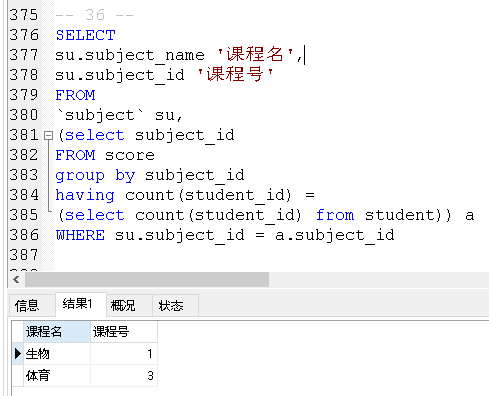 375 -- 36 --
376 SELECT
377 su.subject_name '课程名',
378 su.subject_id '课程号'
379 FROM
380 `subject` su,
381 (select subject_id
382 FROM score
383 group by subject_id
384 having count(student_id) =
385 (select count(student_id) from student)) a
386 WHERE su.subject_id = a.subject_id
387
信息 结果1 概况 状态
课程名 课程号
生物 1
体育 3